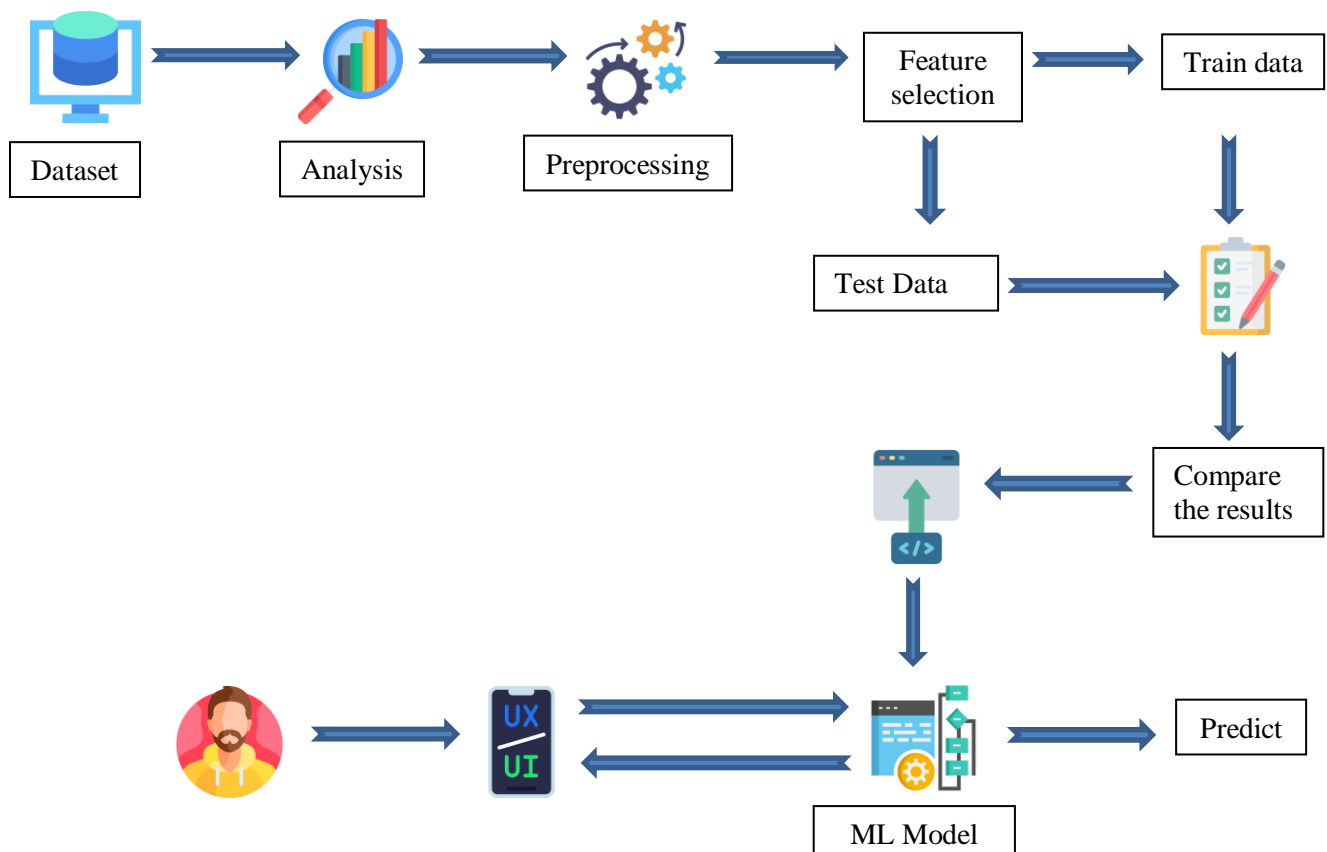 Dataset
Analysis
Preprocessing
Feature
selection
Train data
Test Data
Compare
the results
</>
UX
UI
ML Model
Predict